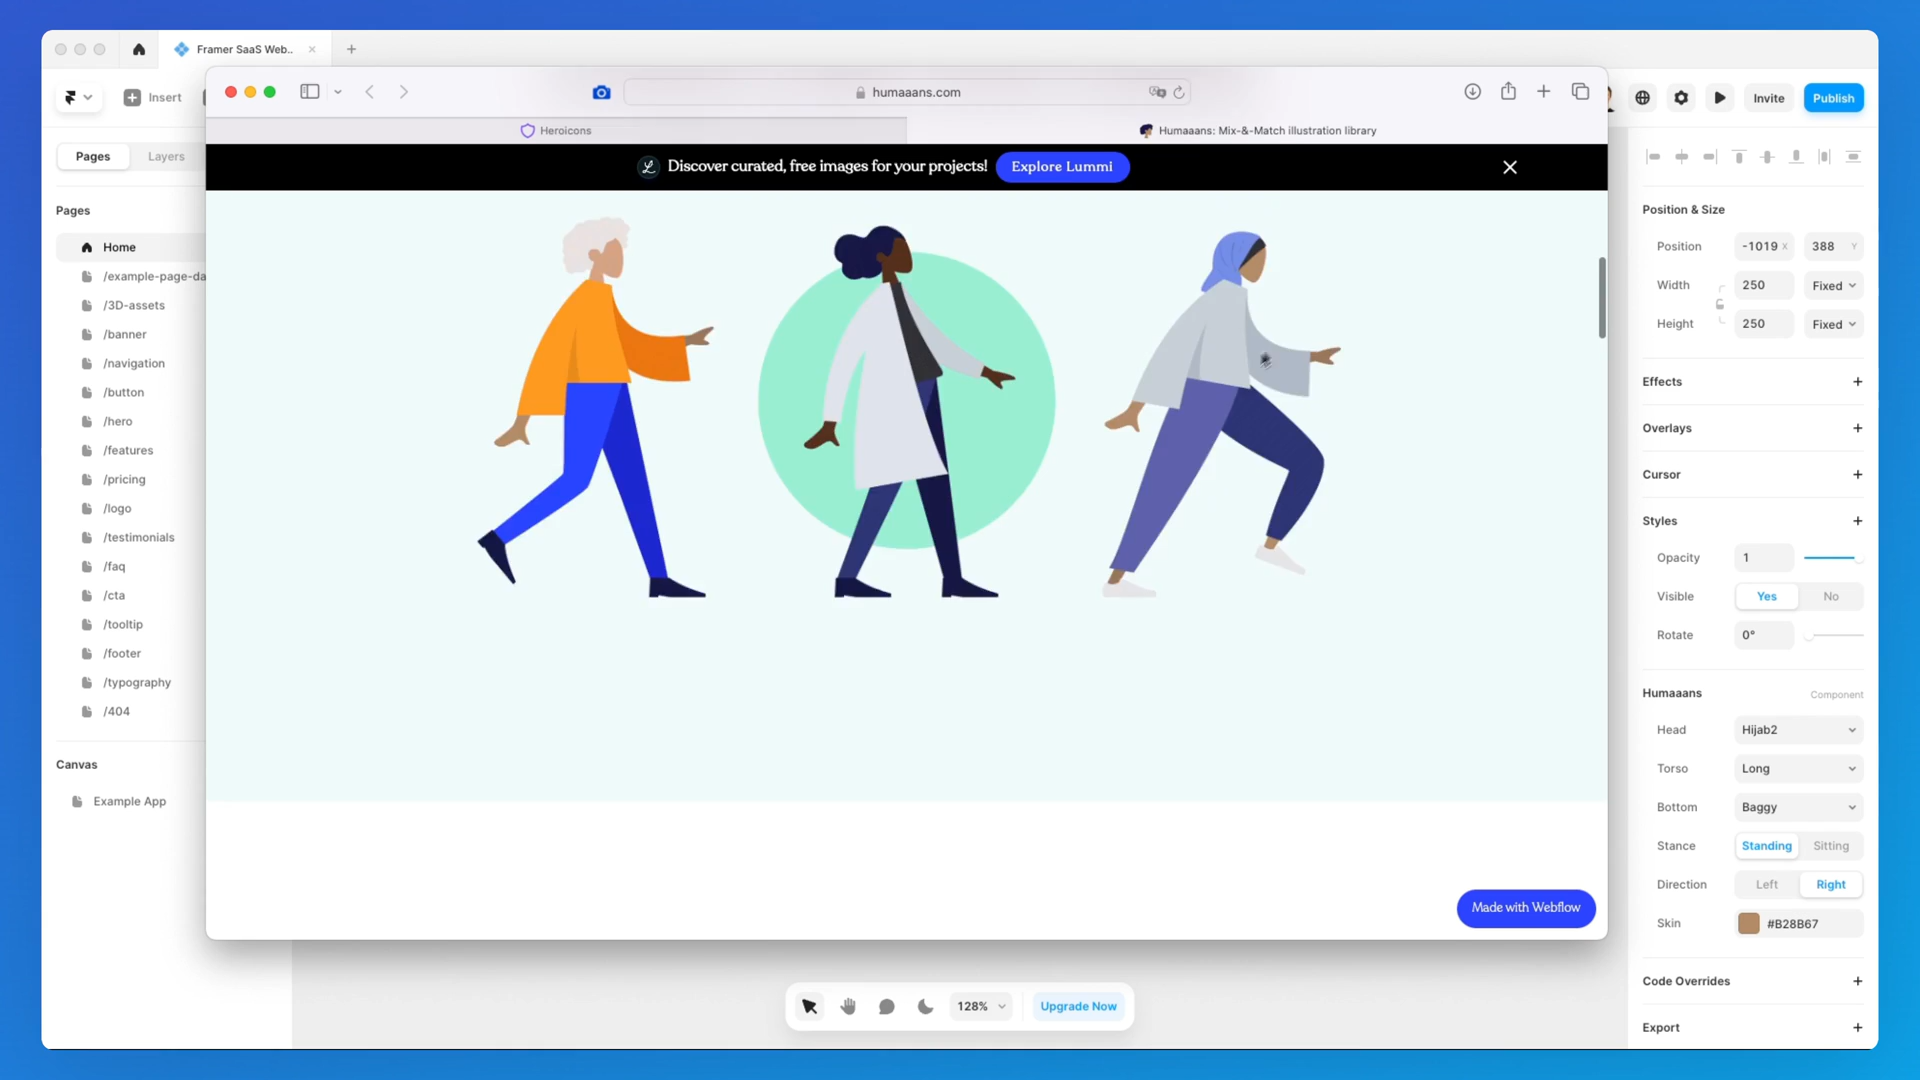 Framer SaaS Web..
Insert
humaaans.com
Invite
Publish
Heroicons
Humaaans: Mix-&-Match illustration library
Pages
Layers
Discover curated, free images for your projects!
Explore Lummi
Pages
Home
/example-page-da
/3D-assets
/banner
/navigation
/button
/hero
/features
/pricing
/logo
/testimonials
/faq
/cta
/tooltip
/footer
/typography
/404
Canvas
Example App
Made with Webflow
128%
Upgrade Now
Position & Size
Position -1019 X 388 Y
Width 250 Fixed
Height 250 Fixed
Effects
Overlays
Cursor
Styles
Opacity 1
Visible Yes No
Rotate 0°
Humaaans Component
Head Hijab2
Torso Long
Bottom Baggy
Stance Standing Sitting
Direction Left Right
Skin #B28B67
Code Overrides
Export